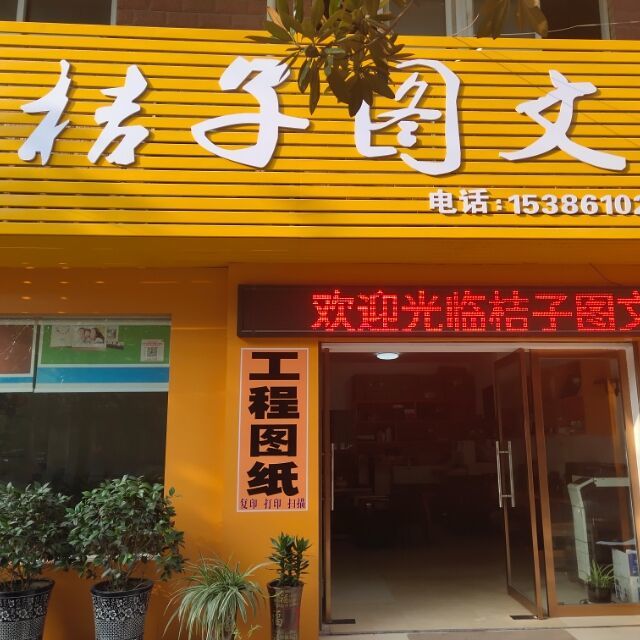 桔子图文
电话:15386102
欢迎光临桔子图文
工程图纸
复印 打印 扫描